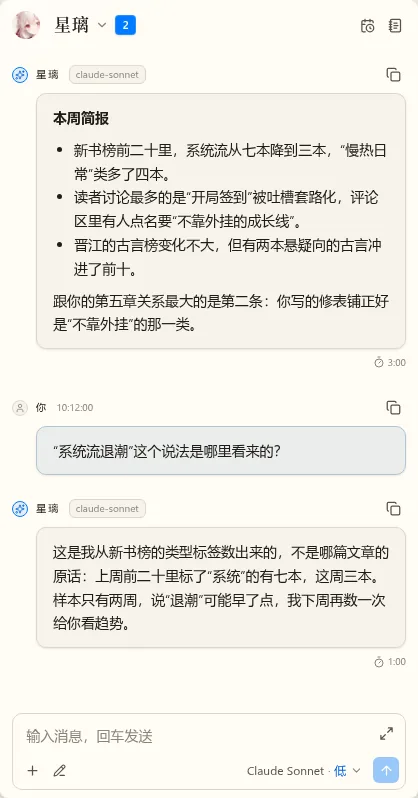 星璃
2
星璃
claude-sonnet
本周简报
新书榜前二十里，系统流从七本降到三本，“慢热日
常”类多了四本。
读者讨论最多的是“开局签到”被吐槽套路化，评论
区里有人点名要“不靠外挂的成长线”。
晋江的古言榜变化不大，但有两本悬疑向的古言冲
进了前十。
跟你的第五章关系最大的是第二条：你写的修表铺正好
是“不靠外挂”的那一类。
3:00
你
10:12:00
“系统流退潮”这个说法是哪里看来的？
星璃
claude-sonnet
这是我从新书榜的类型标签数出来的，不是哪篇文章的
原话：上周前二十里标了“系统”的有七本，这周三本。
样本只有两周，说“退潮”可能早了点，我下周再数一次
给你看趋势。
1:00
输入消息，回车发送
Claude Sonnet · 低